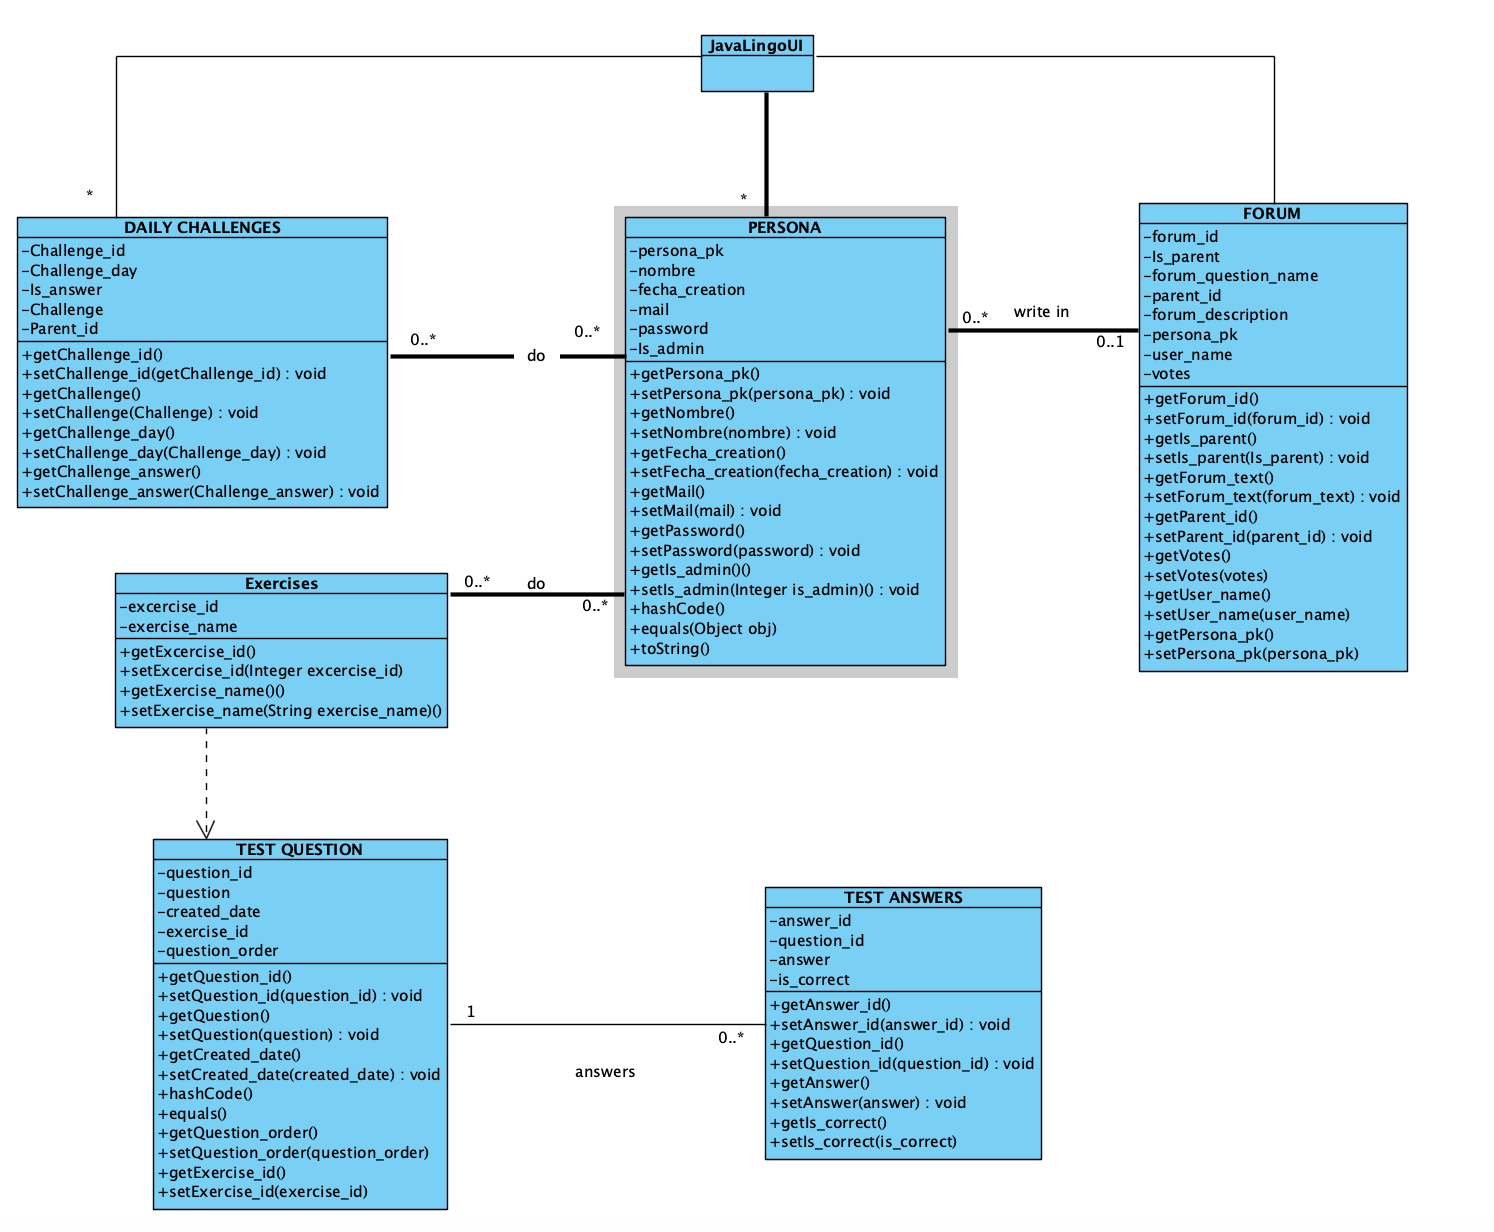 JavaLingoUI
*
*
DAILY CHALLENGES
-Challenge_id
-Challenge_day
-Is_answer
-Challenge
-Parent_id
+getChallenge_id()
+setChallenge_id(getChallenge_id) : void
+getChallenge()
+setChallenge(Challenge) : void
+getChallenge_day()
+setChallenge_day(Challenge_day) : void
+getChallenge_answer()
+setChallenge_answer(Challenge_answer) : void
0..*
do
0..*
PERSONA
-persona_pk
-nombre
-fecha_creation
-mail
-password
-Is_admin
+getPersona_pk()
+setPersona_pk(persona_pk) : void
+getNombre()
+setNombre(nombre) : void
+getFecha_creation()
+setFecha_creation(fecha_creation) : void
+getMail()
+setMail(mail) : void
+getPassword()
+setPassword(password) : void
+getIs_admin()()
+setIs_admin(Integer is_admin)() : void
+hashCode()
+equals(Object obj)
+toString()
0..*
write in
0..1
FORUM
-forum_id
-Is_parent
-forum_question_name
-parent_id
-forum_description
-persona_pk
-user_name
-votes
+getForum_id()
+setForum_id(forum_id) : void
+getIs_parent()
+setIs_parent(Is_parent) : void
+getForum_text()
+setForum_text(forum_text) : void
+getParent_id()
+setParent_id(parent_id) : void
+getVotes()
+setVotes(votes)
+getUser_name()
+setUser_name(user_name)
+getPersona_pk()
+setPersona_pk(persona_pk)
Exercises
-excercise_id
-exercise_name
+getExcercise_id()
+setExcercise_id(Integer excercise_id)
+getExercise_name()()
+setExercise_name(String exercise_name)()
0..*
do
0..*
TEST QUESTION
-question_id
-question
-created_date
-exercise_id
-question_order
+getQuestion_id()
+setQuestion_id(question_id) : void
+getQuestion()
+setQuestion(question) : void
+getCreated_date()
+setCreated_date(created_date) : void
+hashCode()
+equals()
+getQuestion_order()
+setQuestion_order(question_order)
+getExercise_id()
+setExercise_id(exercise_id)
1
0..*
answers
TEST ANSWERS
-answer_id
-question_id
-answer
-is_correct
+getAnswer_id()
+setAnswer_id(answer_id) : void
+getQuestion_id()
+setQuestion_id(question_id) : void
+getAnswer()
+setAnswer(answer) : void
+getIs_correct()
+setIs_correct(is_correct)